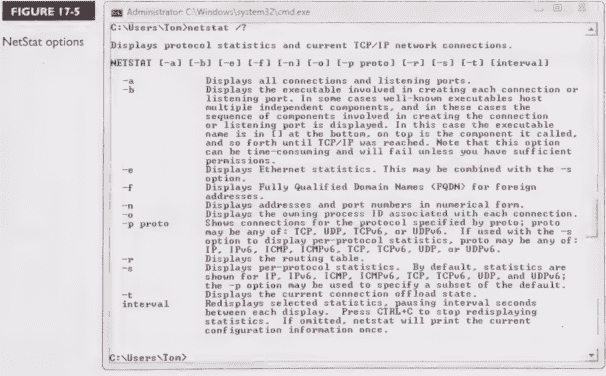 FIGURE 17-5
NetStat options
Administrator: C:\Windows\system32\cmd.exe
C:\Users\Tom>netstat /?
Displays protocol statistics and current TCP/IP network connections.
NETSTAT [-a] [-b] [-e] [-f] [-n] [-o] [-p proto] [-r] [-s] [-t] [interval]
-a Displays all connections and listening ports.
-b Displays the executable involved in creating each connection or
listening port. In some cases well-known executables host
multiple independent components, and in these cases the
sequence of components involved in creating the connection
or listening port is displayed. In this case the executable
name is in [] at the bottom, on top is the component it called,
and so forth until TCP/IP was reached. Note that this option
can be time-consuming and will fail unless you have sufficient
permissions.
-e Displays Ethernet statistics. This may be combined with the -s
option.
-f Displays Fully Qualified Domain Names (FQDN) for foreign
addresses.
-n Displays addresses and port numbers in numerical form.
-o Displays the owning process ID associated with each connection.
-p proto Shows connections for the protocol specified by proto; proto
may be any of: TCP, UDP, TCPv6, or UDPv6. If used with the -s
option to display per-protocol statistics, proto may be any of:
IP, IPv6, ICMP, ICMPv6, TCP, TCPv6, UDP, or UDPv6.
-r Displays the routing table.
-s Displays per-protocol statistics. By default, statistics are
shown for IP, IPv6, ICMP, ICMPv6, TCP, TCPv6, UDP, and UDPv6;
the -p option may be used to specify a subset of the default.
-t Displays the current connection offload state.
interval Redisplays selected statistics, pausing interval seconds
between each display. Press CTRL+C to stop redisplaying
statistics. If omitted, netstat will print the current
configuration information once.
C:\Users\Tom>